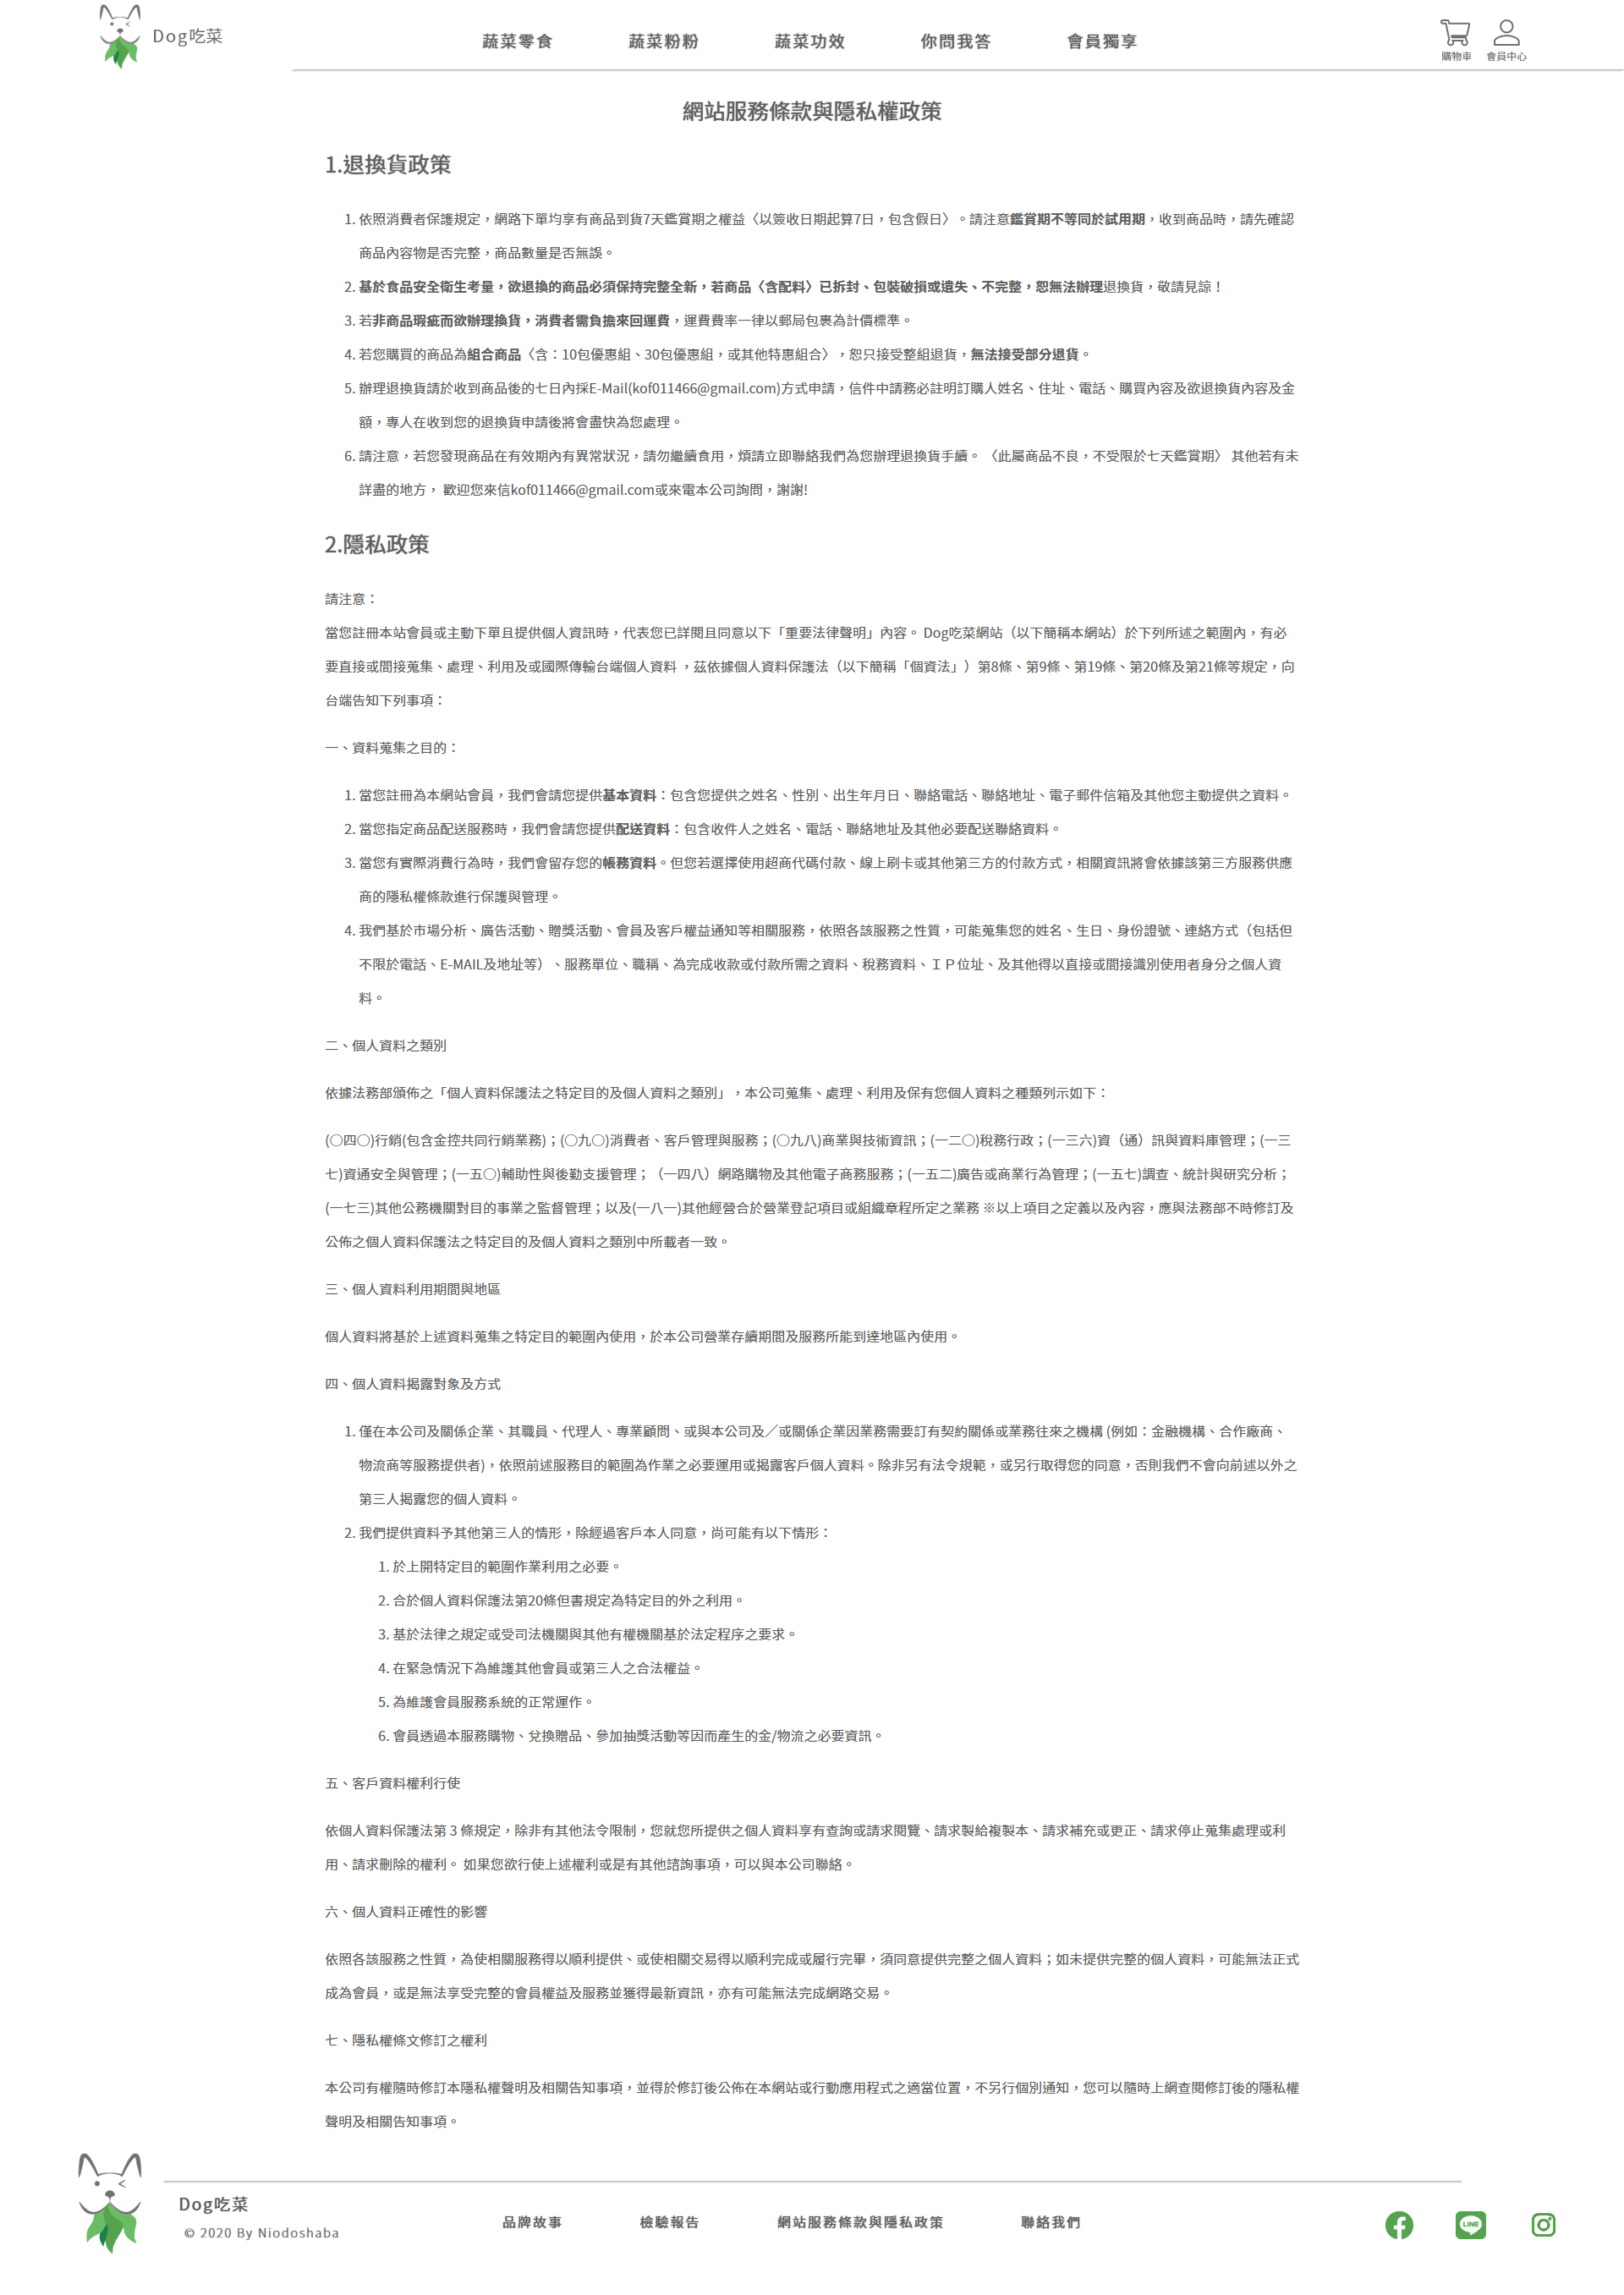 Dog吃菜
蔬菜零食 蔬菜粉粉 蔬菜功效 你問我答 會員獨享
購物車 會員中心
網站服務條款與隱私權政策
1.退換貨政策
1. 依照消費者保護規定，網路下單均享有商品到貨7天鑑賞期之權益〈以簽收日期起算7日，包含假日〉。請注意鑑賞期不等同於試用期，收到商品時，請先確認
商品內容物是否完整，商品數量是否無誤。
2. 基於食品安全衛生考量，欲退換的商品必須保持完整全新，若商品〈含配料〉已拆封、包裝破損或遺失、不完整，恕無法辦理退換貨，敬請見諒！
3. 若非商品瑕疵而欲辦理換貨，消費者需負擔來回運費，運費費率一律以郵局包裹為計價標準。
4. 若您購買的商品為組合商品〈含：10包優惠組、30包優惠組，或其他特惠組合〉，恕只接受整組退貨，無法接受部分退貨。
5. 辦理退換貨請於收到商品後的七日內採E-Mail(kof011466@gmail.com)方式申請，信件中請務必註明訂購人姓名、住址、電話、購買內容及欲退換貨內容及金
額，專人在收到您的退換貨申請後將會盡快為您處理。
6. 請注意，若您發現商品在有效期內有異常狀況，請勿繼續食用，煩請立即聯絡我們為您辦理退換貨手續。 〈此屬商品不良，不受限於七天鑑賞期〉 其他若有未
詳盡的地方， 歡迎您來信kof011466@gmail.com或來電本公司詢問，謝謝!
2.隱私政策
請注意：
當您註冊本站會員或主動下單且提供個人資訊時，代表您已詳閱且同意以下「重要法律聲明」內容。 Dog吃菜網站（以下簡稱本網站）於下列所述之範圍內，有必
要直接或間接蒐集、處理、利用及或國際傳輸台端個人資料 ，茲依據個人資料保護法（以下簡稱「個資法」）第8條、第9條、第19條、第20條及第21條等規定，向
台端告知下列事項：
一、資料蒐集之目的：
1. 當您註冊為本網站會員，我們會請您提供基本資料：包含您提供之姓名、性別、出生年月日、聯絡電話、聯絡地址、電子郵件信箱及其他您主動提供之資料。
2. 當您指定商品配送服務時，我們會請您提供配送資料：包含收件人之姓名、電話、聯絡地址及其他必要配送聯絡資料。
3. 當您有實際消費行為時，我們會留存您的帳務資料。但您若選擇使用超商代碼付款、線上刷卡或其他第三方的付款方式，相關資訊將會依據該第三方服務供應
商的隱私權條款進行保護與管理。
4. 我們基於市場分析、廣告活動、贈獎活動、會員及客戶權益通知等相關服務，依照各該服務之性質，可能蒐集您的姓名、生日、身份證號、連絡方式（包括但
不限於電話、E-MAIL及地址等）、服務單位、職稱、為完成收款或付款所需之資料、稅務資料、ＩＰ位址、及其他得以直接或間接識別使用者身分之個人資
料。
二、個人資料之類別
依據法務部頒佈之「個人資料保護法之特定目的及個人資料之類別」，本公司蒐集、處理、利用及保有您個人資料之種類列示如下：
(〇四〇)行銷(包含金控共同行銷業務)；(〇九〇)消費者、客戶管理與服務；(〇九八)商業與技術資訊；(一二〇)稅務行政；(一三六)資（通）訊與資料庫管理；(一三
七)資通安全與管理；(一五〇)輔助性與後勤支援管理；（一四八）網路購物及其他電子商務服務；(一五二)廣告或商業行為管理；(一五七)調查、統計與研究分析；
(一七三)其他公務機關對目的事業之監督管理；以及(一八一)其他經營合於營業登記項目或組織章程所定之業務 ※以上項目之定義以及內容，應與法務部不時修訂及
公佈之個人資料保護法之特定目的及個人資料之類別中所載者一致。
三、個人資料利用期間與地區
個人資料將基於上述資料蒐集之特定目的範圍內使用，於本公司營業存續期間及服務所能到達地區內使用。
四、個人資料揭露對象及方式
1. 僅在本公司及關係企業、其職員、代理人、專業顧問、或與本公司及／或關係企業因業務需要訂有契約關係或業務往來之機構 (例如：金融機構、合作廠商、
物流商等服務提供者)，依照前述服務目的範圍為作業之必要運用或揭露客戶個人資料。除非另有法令規範，或另行取得您的同意，否則我們不會向前述以外之
第三人揭露您的個人資料。
2. 我們提供資料予其他第三人的情形，除經過客戶本人同意，尚可能有以下情形：
1. 於上開特定目的範圍作業利用之必要。
2. 合於個人資料保護法第20條但書規定為特定目的外之利用。
3. 基於法律之規定或受司法機關與其他有權機關基於法定程序之要求。
4. 在緊急情況下為維護其他會員或第三人之合法權益。
5. 為維護會員服務系統的正常運作。
6. 會員透過本服務購物、兌換贈品、參加抽獎活動等因而產生的金/物流之必要資訊。
五、客戶資料權利行使
依個人資料保護法第 3 條規定，除非有其他法令限制，您就您所提供之個人資料享有查詢或請求閱覽、請求製給複製本、請求補充或更正、請求停止蒐集處理或利
用、請求刪除的權利。 如果您欲行使上述權利或是有其他諮詢事項，可以與本公司聯絡。
六、個人資料正確性的影響
依照各該服務之性質，為使相關服務得以順利提供、或使相關交易得以順利完成或履行完畢，須同意提供完整之個人資料；如未提供完整的個人資料，可能無法正式
成為會員，或是無法享受完整的會員權益及服務並獲得最新資訊，亦有可能無法完成網路交易。
七、隱私權條文修訂之權利
本公司有權隨時修訂本隱私權聲明及相關告知事項，並得於修訂後公佈在本網站或行動應用程式之適當位置，不另行個別通知，您可以隨時上網查閱修訂後的隱私權
聲明及相關告知事項。
Dog吃菜
© 2020 By Niodoshaba
品牌故事 檢驗報告 網站服務條款與隱私政策 聯絡我們
LINE